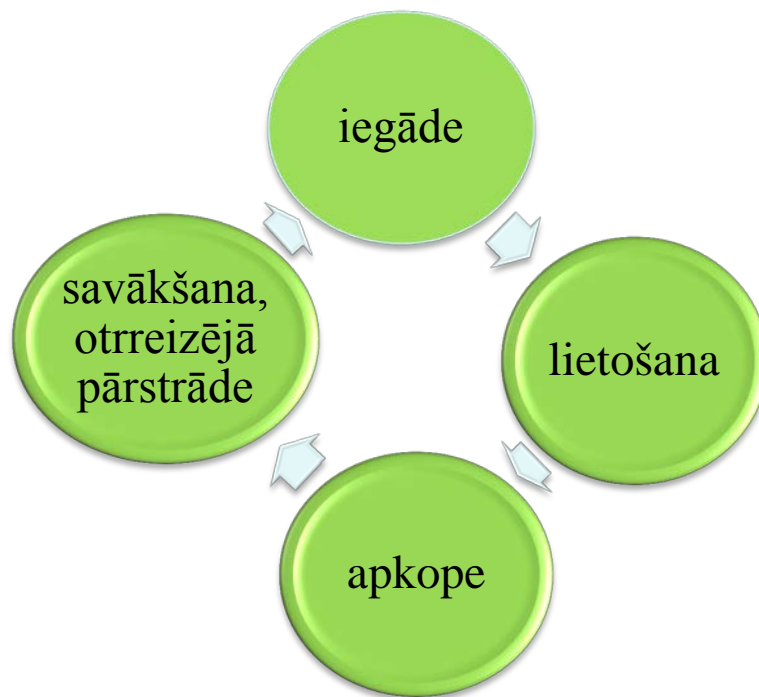 iegāde
lietošana
apkope
savākšana,
otrreizējā
pārstrāde